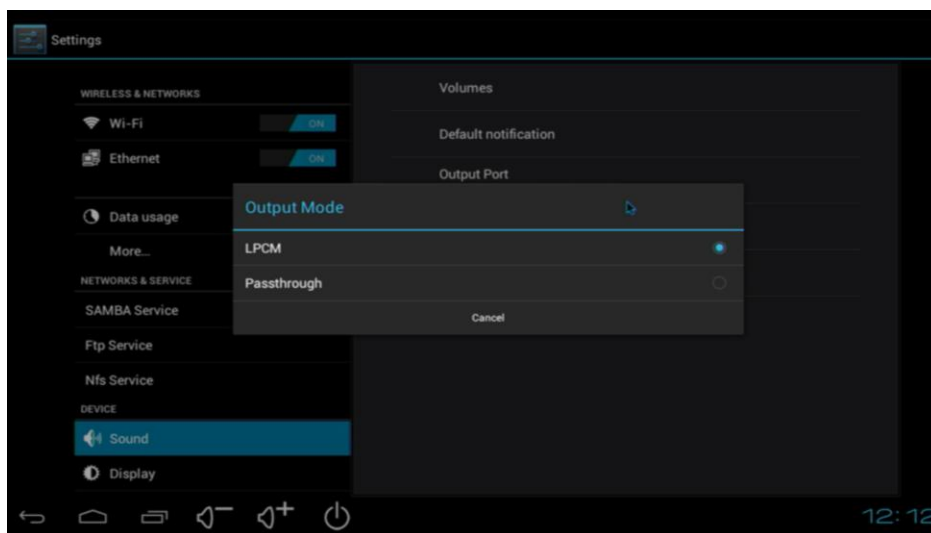 Settings
WIRELESS & NETWORKS
Wi-Fi
ON
Ethernet
ON
Data usage
More...
NETWORKS & SERVICE
SAMBA Service
Ftp Service
Nfs Service
DEVICE
Sound
Display
Volumes
Default notification
Output Port
Output Mode
LPCM
Passthrough
Cancel
12:12